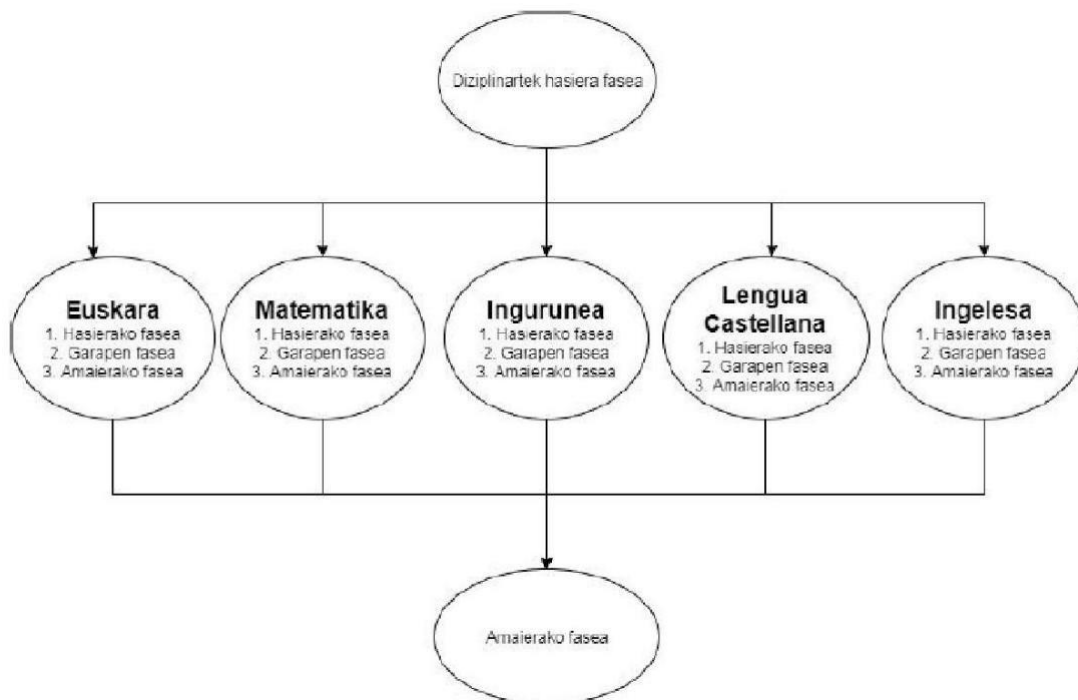 Diziplinartek hasiera fasea
Euskara
1. Hasierako fasea
2. Garapen fasea
3. Amaierako fasea
Matematika
1. Hasierako fasea
2. Garapen fasea
3. Amaierako fasea
Ingurunea
1. Hasierako fasea
2. Garapen fasea
3. Amaierako fasea
Lengua
Castellana
1. Hasierako fasea
2. Garapen fasea
3. Amaierako fasea
Ingelesa
1. Hasierako fasea
2. Garapen fasea
3. Amaierako fasea
Amaierako fasea